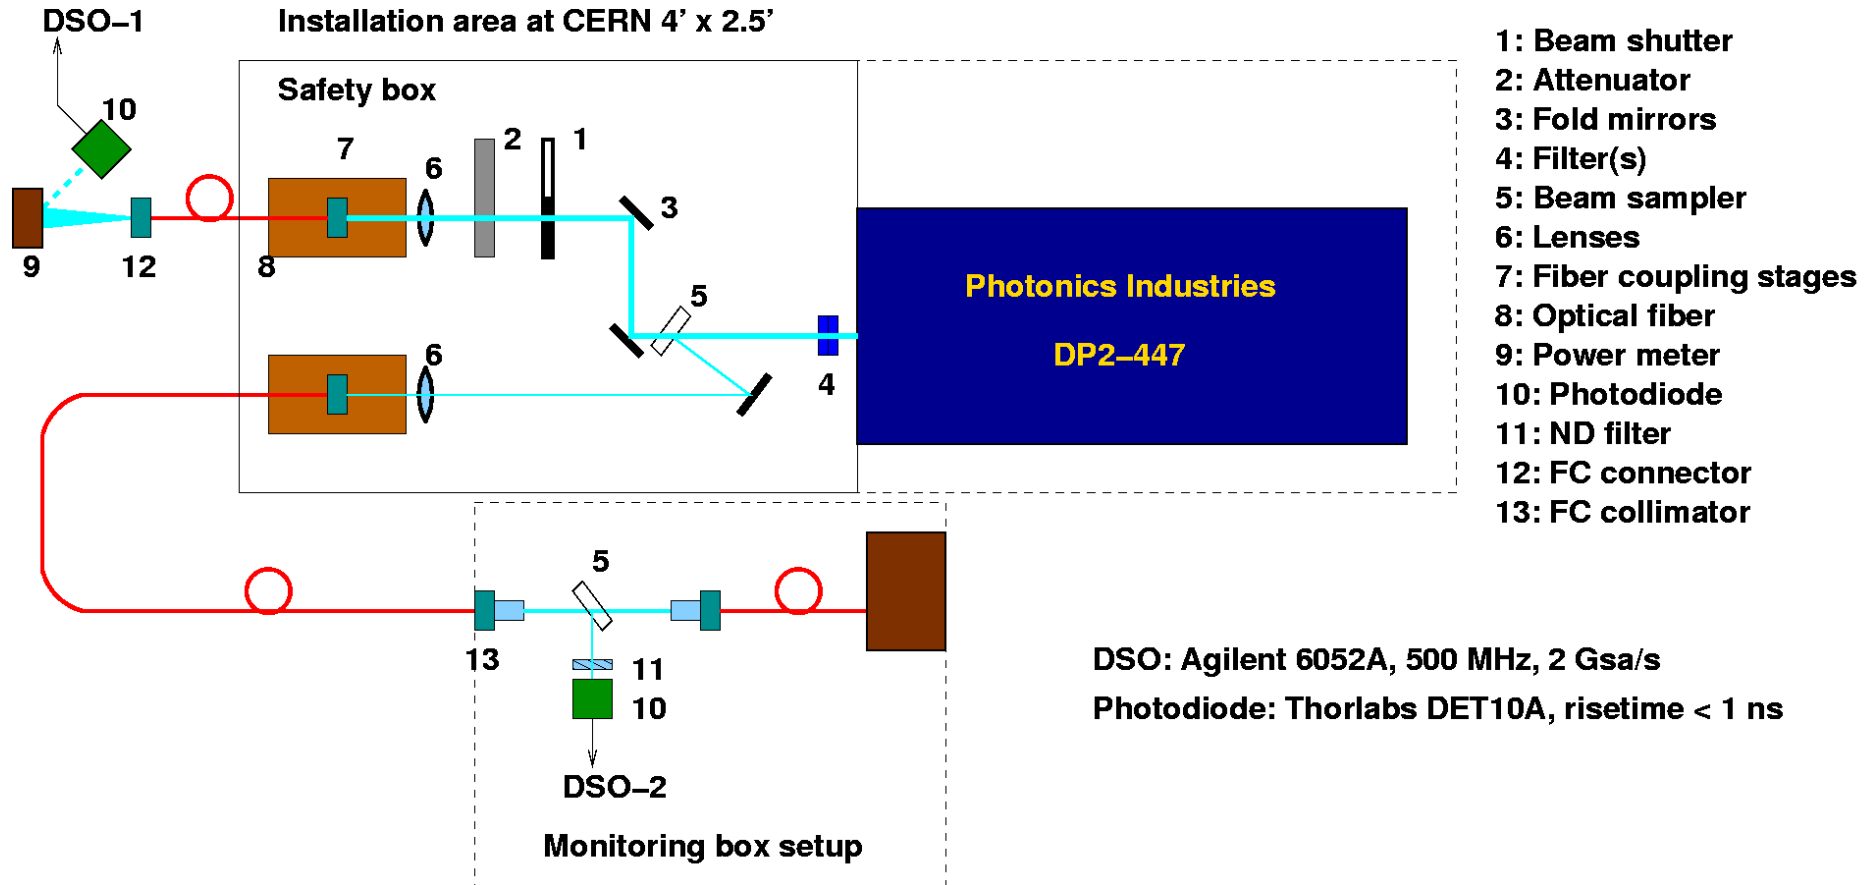 DSO–1
Installation area at CERN 4’ x 2.5’
Safety box
10
7
6
2
1
3
9
12
8
5
6
4
Photonics Industries
DP2–447
1: Beam shutter
2: Attenuator
3: Fold mirrors
4: Filter(s)
5: Beam sampler
6: Lenses
7: Fiber coupling stages
8: Optical fiber
9: Power meter
10: Photodiode
11: ND filter
12: FC connector
13: FC collimator
5
13
11
10
DSO–2
Monitoring box setup
DSO: Agilent 6052A, 500 MHz, 2 Gsa/s
Photodiode: Thorlabs DET10A, risetime < 1 ns